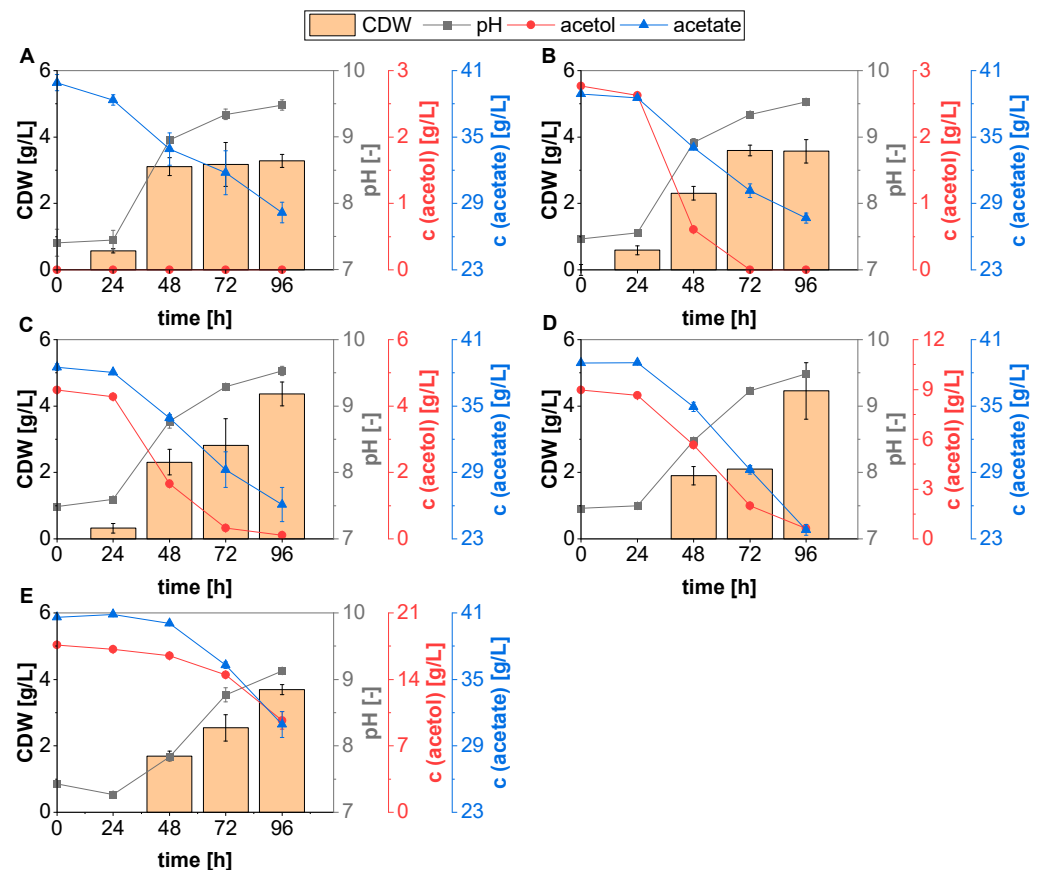 CDW pH acetol acetate
A
6 10 3 41
4 9 2 35
2 8 1 29
0 7 0 23
CDW [g/L]
pH [-]
c (acetol) [g/L]
c (acetate) [g/L]
0 24 48 72 96
time [h]
B
6 10 3 41
4 9 2 35
2 8 1 29
0 7 0 23
CDW [g/L]
pH [-]
c (acetol) [g/L]
c (acetate) [g/L]
0 24 48 72 96
time [h]
C
6 10 6 41
4 9 4 35
2 8 2 29
0 7 0 23
CDW [g/L]
pH [-]
c (acetol) [g/L]
c (acetate) [g/L]
0 24 48 72 96
time [h]
D
6 10 12 41
4 9 9 35
2 8 6 29
0 7 3 23
0
CDW [g/L]
pH [-]
c (acetol) [g/L]
c (acetate) [g/L]
0 24 48 72 96
time [h]
E
6 10 21 41
4 9 14 35
2 8 7 29
0 7 0 23
CDW [g/L]
pH [-]
c (acetol) [g/L]
c (acetate) [g/L]
0 24 48 72 96
time [h]